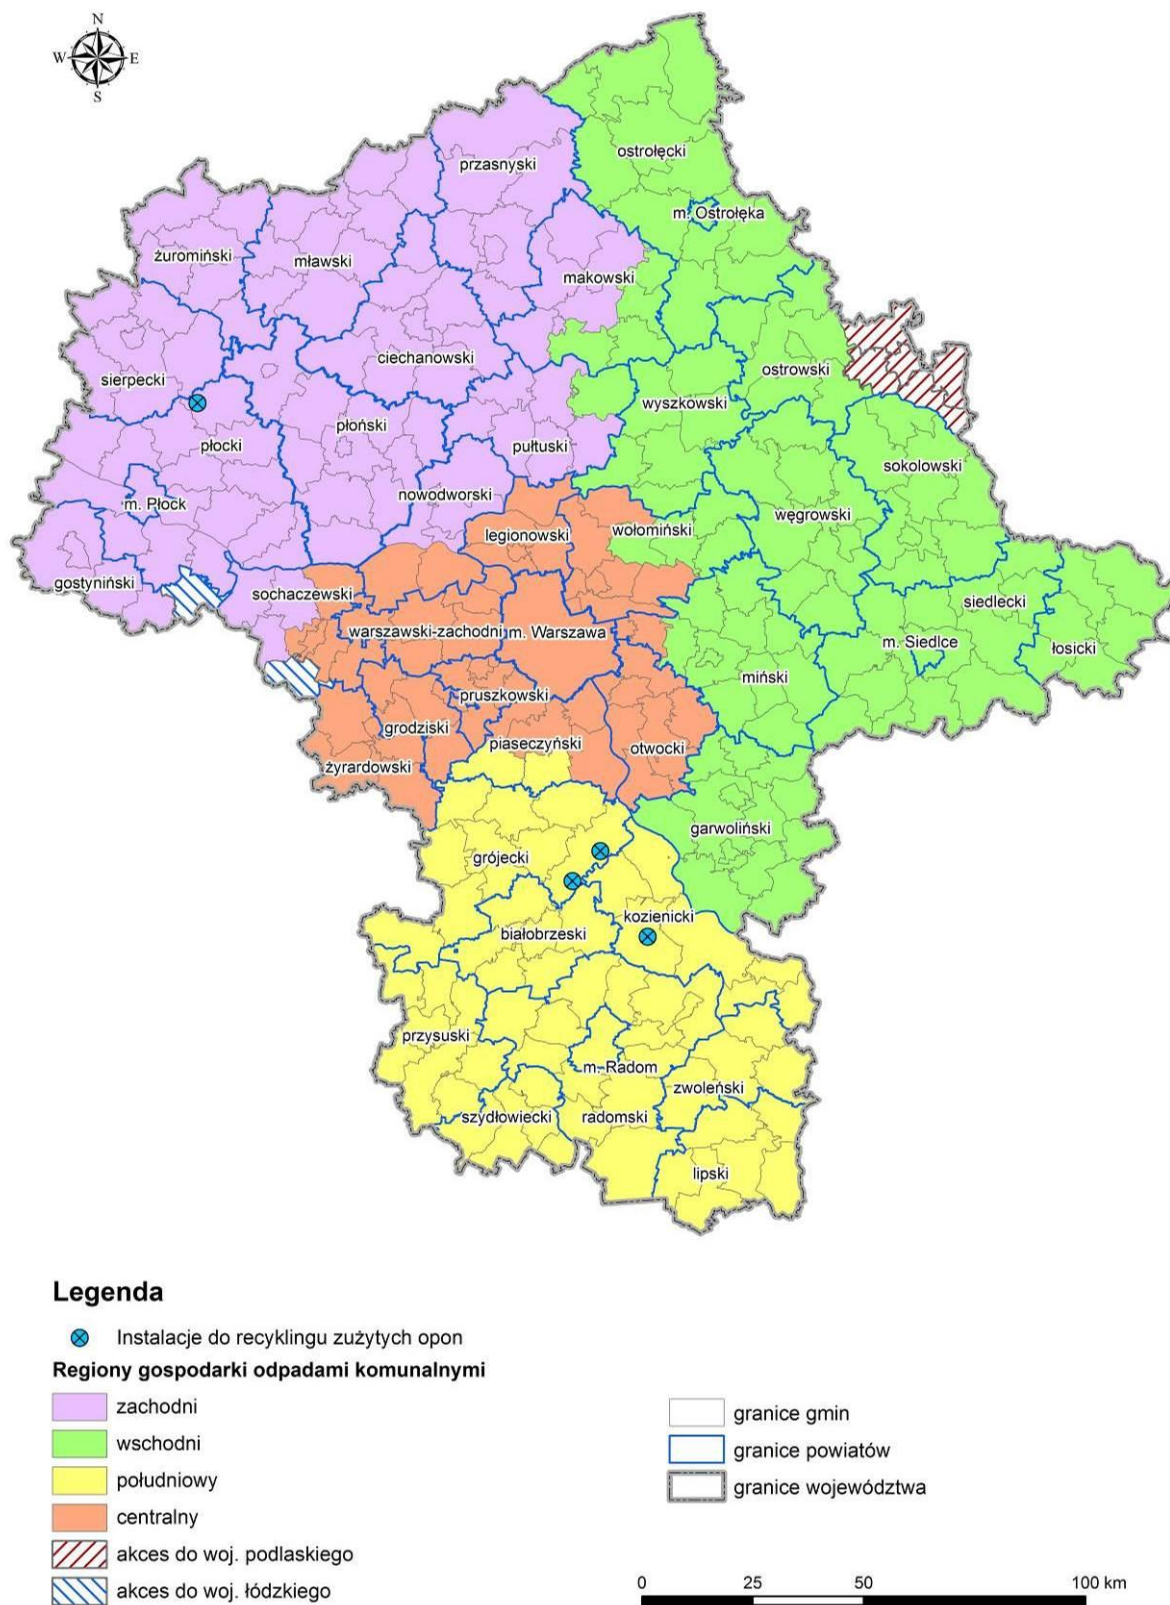 N
W E
S
przasnyski
ostrołęcki
m. Ostrołęka
żuromiński
mławski
makowski
ciechanowski
ostrowski
sierpecki
wyszkowski
płoński
płocki
pułtuski
sokolowski
m. Płock
nowodworski
węgrowski
legionowski
wołomiński
gostyniński
sochaczewski
siedlecki
warszawski-zachodni
m. Warszawa
m. Siedlce
łosicki
miński
pruszkowski
grodziski
piaseczyński
otwocki
żyrardowski
garwoliński
grójecki
kozienicki
białobrzeski
przysuski
m. Radom
zwoleński
szydłowiecki
radomski
lipski
Legenda
Instalacje do recyklingu zużytych opon
Regiony gospodarki odpadami komunalnymi
zachodni
wschodni
południowy
centralny
akces do woj. podlaskiego
akces do woj. łódzkiego
granice gmin
granice powiatów
granice województwa
0 25 50 100 km